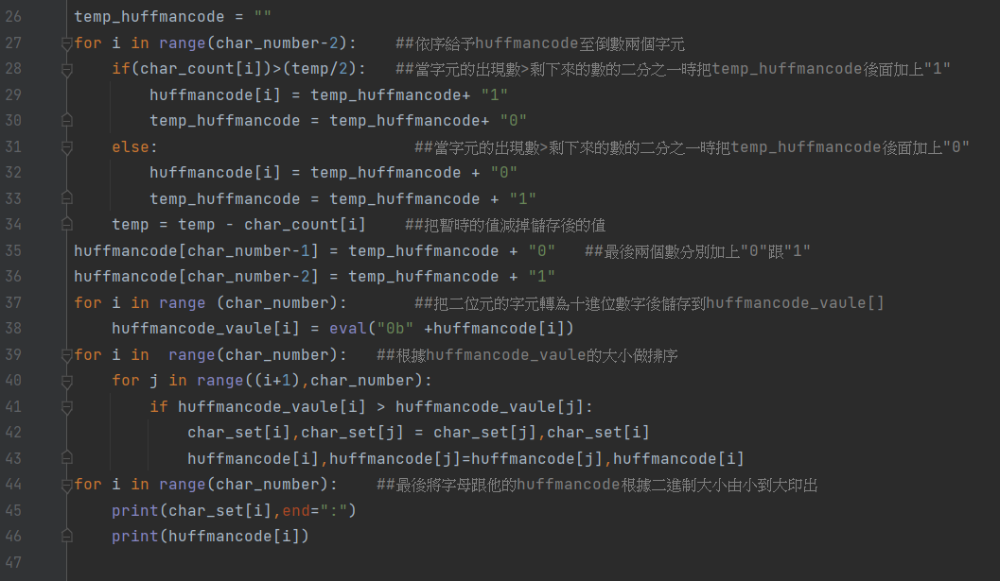 26 temp_huffmancode = ""
27 for i in range(char_number-2):    ##依序給予huffmancode至倒數兩個字元
28     if(char_count[i])>(temp/2):   ##當字元的出現數>剩下來的數的二分之一時把temp_huffmancode後面加上"1"
29         huffmancode[i] = temp_huffmancode+ "1"
30         temp_huffmancode = temp_huffmancode+ "0"
31     else:                           ##當字元的出現數>剩下來的數的二分之一時把temp_huffmancode後面加上"0"
32         huffmancode[i] = temp_huffmancode + "0"
33         temp_huffmancode = temp_huffmancode + "1"
34     temp = temp - char_count[i]    ##把暫時的值減掉儲存後的值
35 huffmancode[char_number-1] = temp_huffmancode + "0"   ##最後兩個數分別加上"0"跟"1"
36 huffmancode[char_number-2] = temp_huffmancode + "1"
37 for i in range (char_number):       ##把二位元的字元轉為十進位數字後儲存到huffmancode_vaule[]
38     huffmancode_vaule[i] = eval("0b" +huffmancode[i])
39 for i in  range(char_number):   ##根據huffmancode_vaule的大小做排序
40     for j in range((i+1),char_number):
41         if huffmancode_vaule[i] > huffmancode_vaule[j]:
42             char_set[i],char_set[j] = char_set[j],char_set[i]
43             huffmancode[i],huffmancode[j]=huffmancode[j],huffmancode[i]
44 for i in range(char_number):    ##最後將字母跟他的huffmancode根據二進制大小由小到大印出
45     print(char_set[i],end=":")
46     print(huffmancode[i])
47